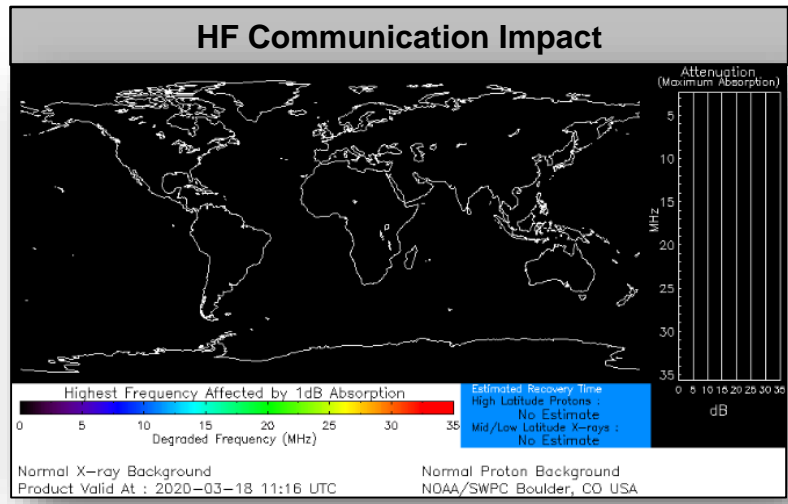 HF Communication Impact
Attenuation
(Maximum Absorption)
5
10
15
20
25
30
35
MHz
0 5 10 15 20 25 30 35
dB
Highest Frequency Affected by 1dB Absorption
0 5 10 15 20 25 30 35
Degraded Frequency (MHz)
Estimated Recovery Time
High Latitude Protons :
No Estimate
Mid/Low Latitude X-rays :
No Estimate
Normal X-ray Background
Normal Proton Background
Product Valid At : 2020-03-18 11:16 UTC
NOAA/SWPC Boulder, CO USA